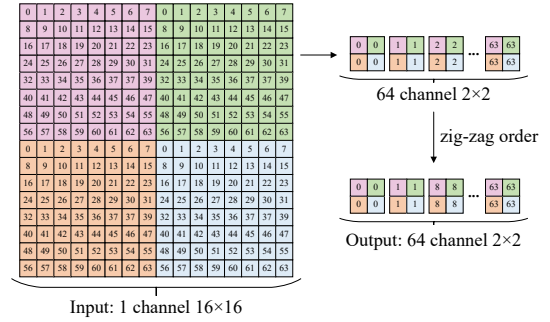 0 1 2 3 4 5 6 7 0 1 2 3 4 5 6 7
8 9 10 11 12 13 14 15 8 9 10 11 12 13 14 15
16 17 18 19 20 21 22 23 16 17 18 19 20 21 22 23
24 25 26 27 28 29 30 31 24 25 26 27 28 29 30 31
32 33 34 35 36 37 38 39 32 33 34 35 36 37 38 39
40 41 42 43 44 45 46 47 40 41 42 43 44 45 46 47
48 49 50 51 52 53 54 55 48 49 50 51 52 53 54 55
56 57 58 59 60 61 62 63 56 57 58 59 60 61 62 63
0 1 2 3 4 5 6 7 0 1 2 3 4 5 6 7
8 9 10 11 12 13 14 15 8 9 10 11 12 13 14 15
16 17 18 19 20 21 22 23 16 17 18 19 20 21 22 23
24 25 26 27 28 29 30 31 24 25 26 27 28 29 30 31
32 33 34 35 36 37 38 39 32 33 34 35 36 37 38 39
40 41 42 43 44 45 46 47 40 41 42 43 44 45 46 47
48 49 50 51 52 53 54 55 48 49 50 51 52 53 54 55
56 57 58 59 60 61 62 63 56 57 58 59 60 61 62 63
Input: 1 channel 16×16
0 0 1 1 2 2 ... 63 63
0 0 1 1 2 2 63 63
64 channel 2×2
zig-zag order
0 0 1 1 8 8 ... 63 63
0 0 1 1 8 8 63 63
Output: 64 channel 2×2